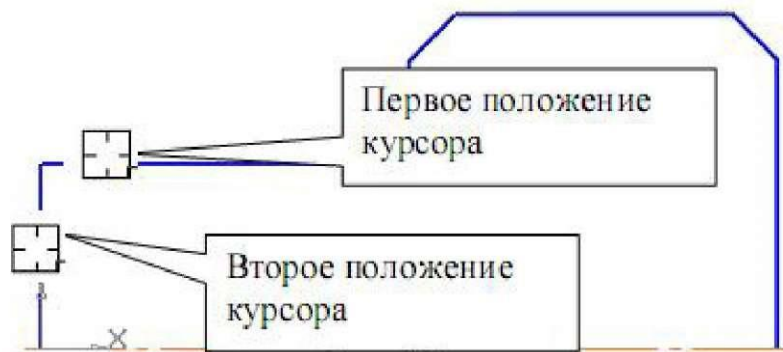 Первое положение
курсора
Второе положение
курсора
X